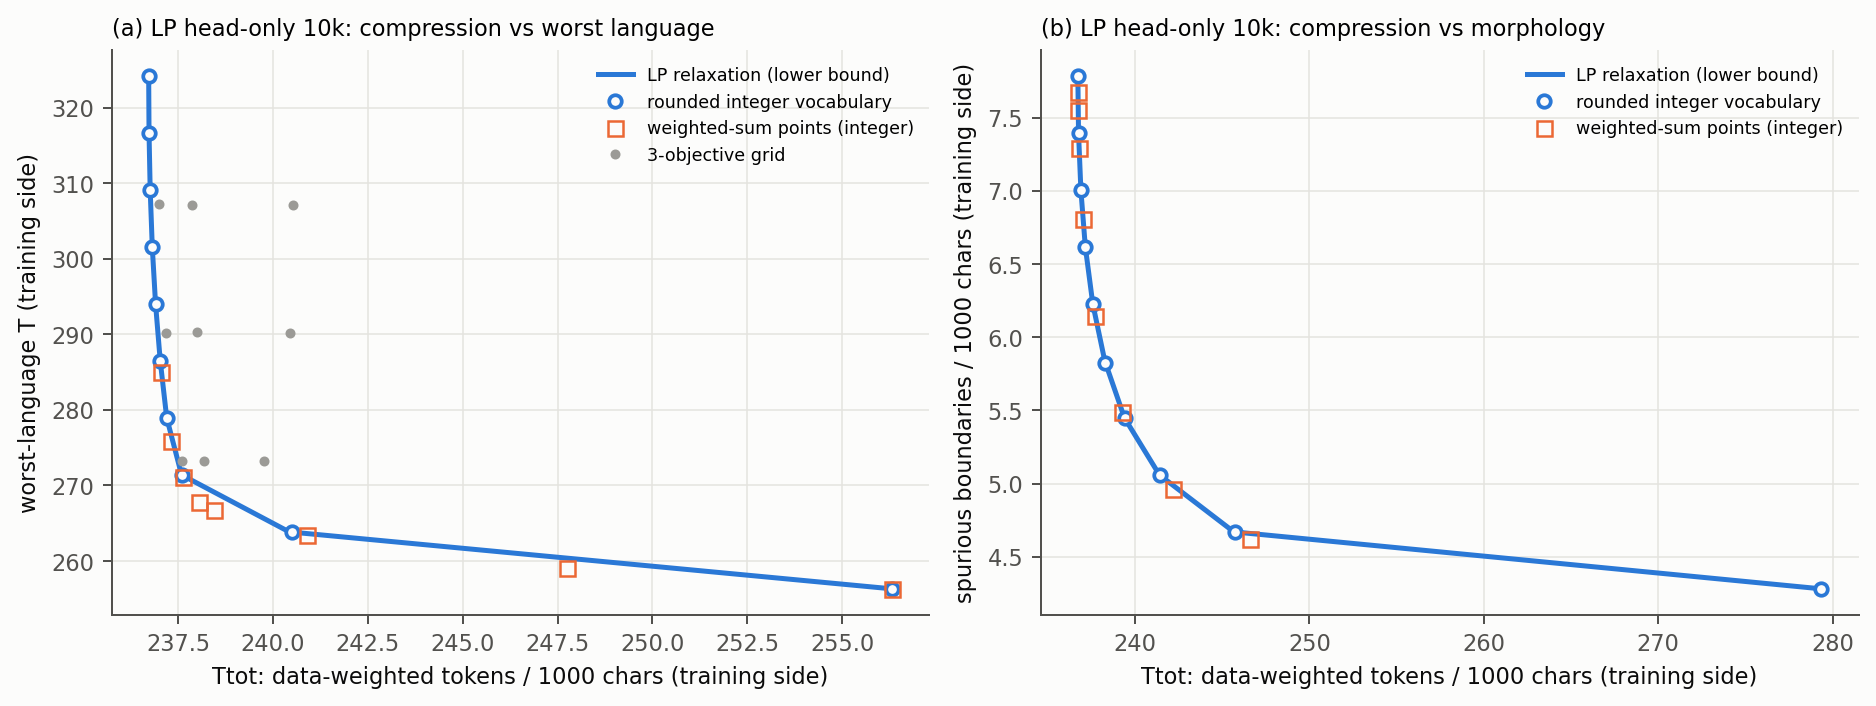 (a) LP head-only 10k: compression vs worst language
LP relaxation (lower bound)
rounded integer vocabulary
weighted-sum points (integer)
3-objective grid
worst-language T (training side)
320
310
300
290
280
270
260
237.5 240.0 242.5 245.0 247.5 250.0 252.5 255.0
Ttot: data-weighted tokens / 1000 chars (training side)
(b) LP head-only 10k: compression vs morphology
LP relaxation (lower bound)
rounded integer vocabulary
weighted-sum points (integer)
spurious boundaries / 1000 chars (training side)
7.5
7.0
6.5
6.0
5.5
5.0
4.5
240 250 260 270 280
Ttot: data-weighted tokens / 1000 chars (training side)